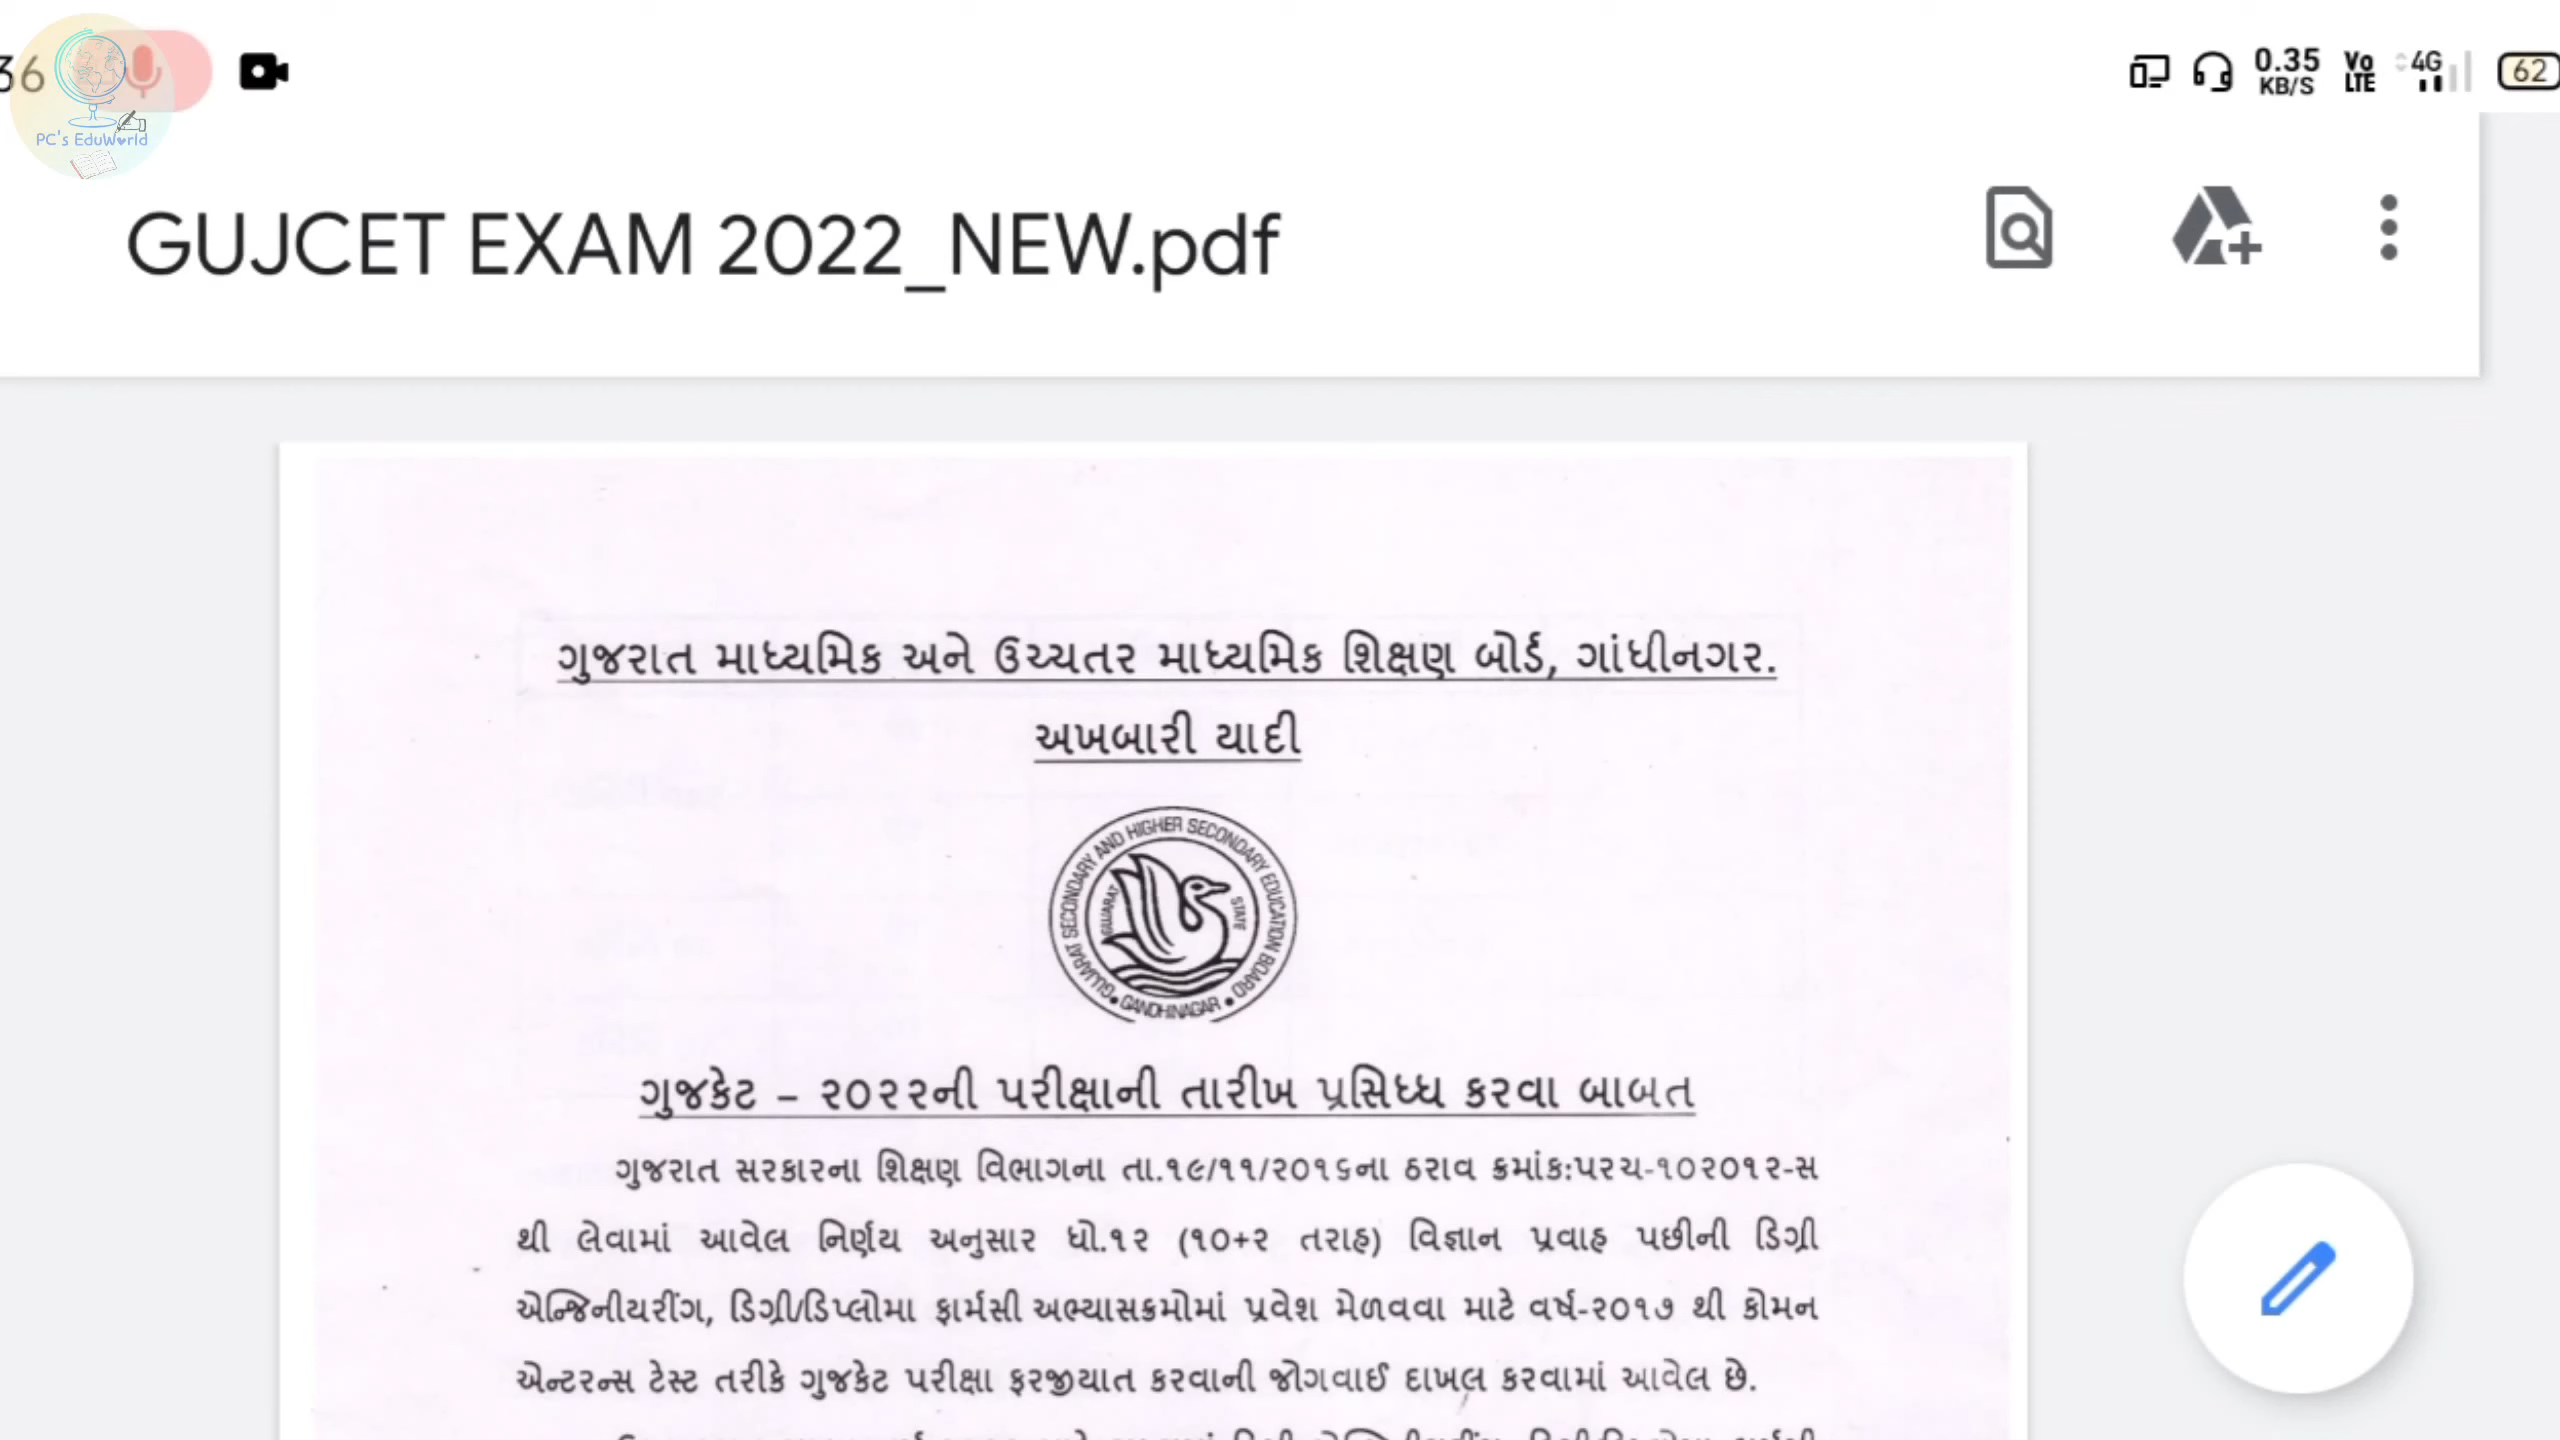 36
0.35
KB/S
Vo
LTE
4G
62
PC's EduWorld
GUJCET EXAM 2022_NEW.pdf
ગુજરાત માધ્યમિક અને ઉચ્ચતર માધ્યમિક શિક્ષણ બોર્ડ, ગાંધીનગર.
અખબારી યાદી
GUJARAT SECONDARY AND HIGHER SECONDARY EDUCATION BOARD
GUJARAT STATE
• GANDHINAGAR •
ગુજકેટ – ૨૦૨૨ની પરીક્ષાની તારીખ પ્રસિધ્ધ કરવા બાબત
ગુજરાત સરકારના શિક્ષણ વિભાગના તા.૧૯/૧૧/૨૦૧૬ના ઠરાવ ક્રમાંક:પરચ-૧૦૨૦૧૨-સ
થી લેવામાં આવેલ નિર્ણય અનુસાર ધો.૧૨ (૧૦+૨ તરાહ) વિજ્ઞાન પ્રવાહ પછીની ડિગ્રી
એન્જિનીયરીંગ, ડિગ્રી/ડિપ્લોમા ફાર્મસી અભ્યાસક્રમોમાં પ્રવેશ મેળવવા માટે વર્ષ-૨૦૧૭ થી કોમન
એન્ટરન્સ ટેસ્ટ તરીકે ગુજકેટ પરીક્ષા ફરજીયાત કરવાની જોગવાઈ દાખલ કરવામાં આવેલ છે.